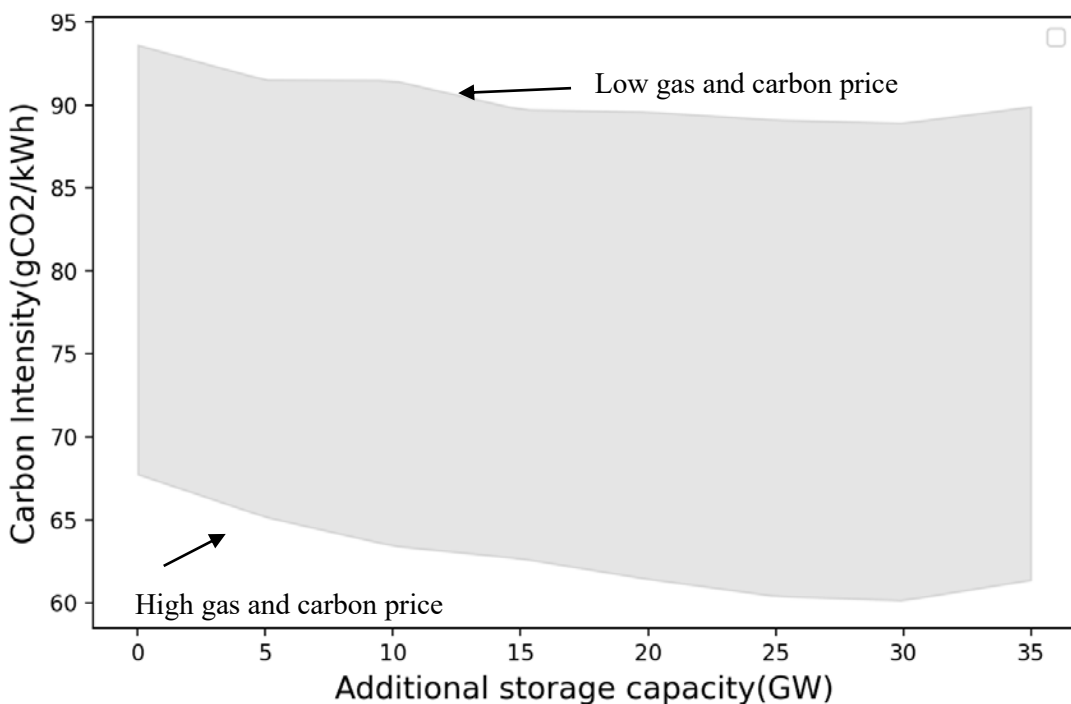 95
90
85
80
75
70
65
60
Carbon Intensity(gCO2/kWh)
Low gas and carbon price
High gas and carbon price
0 5 10 15 20 25 30 35
Additional storage capacity(GW)